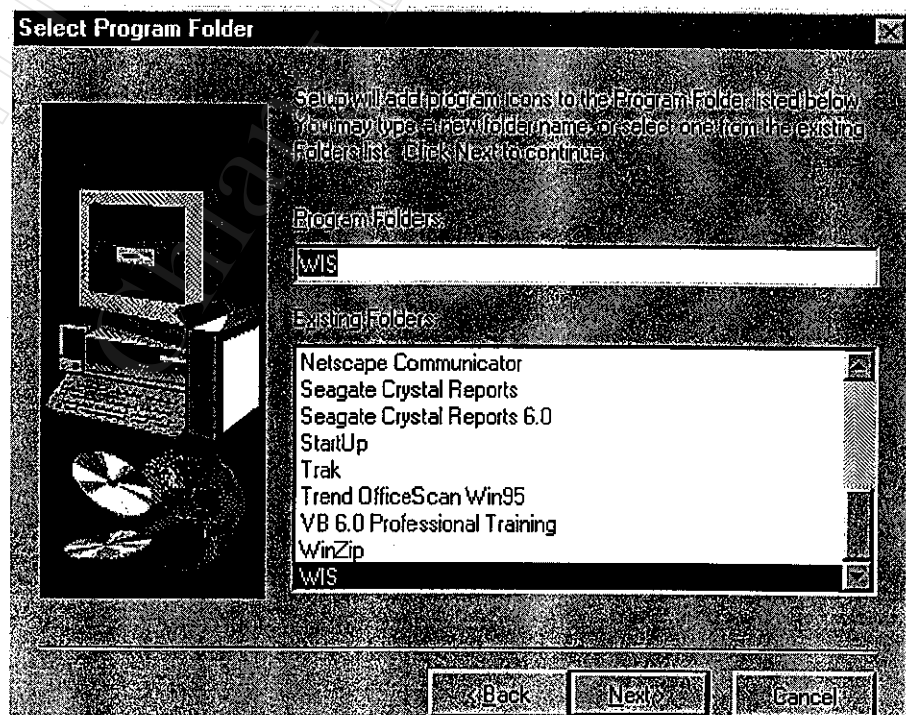 Select Program Folder
Setup will add program icons to the Program Folder listed below.
You may type a new folder name, or select one from the existing
Folders list. Click Next to continue.
Program Folders:
WIS
Existing Folders:
Netscape Communicator
Seagate Crystal Reports
Seagate Crystal Reports 6.0
StartUp
Trak
Trend OfficeScan Win95
VB 6.0 Professional Training
WinZip
WIS
< Back
Next >
Cancel